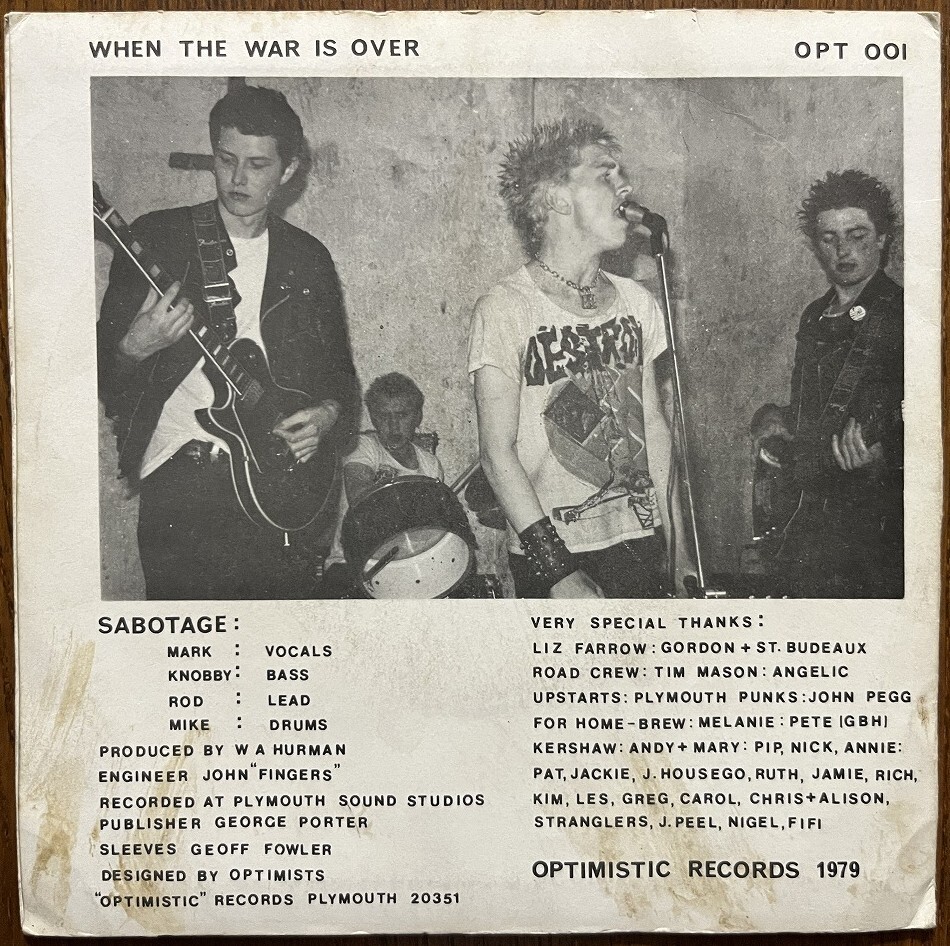 WHEN THE WAR IS OVER
OPT 001
DESTROY
SABOTAGE:
MARK : VOCALS
KNOBBY: BASS
ROD : LEAD
MIKE : DRUMS
PRODUCED BY W A HURMAN
ENGINEER JOHN "FINGERS"
RECORDED AT PLYMOUTH SOUND STUDIOS
PUBLISHER GEORGE PORTER
SLEEVES GEOFF FOWLER
DESIGNED BY OPTIMISTS
"OPTIMISTIC" RECORDS PLYMOUTH 20351
VERY SPECIAL THANKS:
LIZ FARROW: GORDON + ST. BUDEAUX
ROAD CREW: TIM MASON: ANGELIC
UPSTARTS: PLYMOUTH PUNKS: JOHN PEGG
FOR HOME-BREW: MELANIE: PETE (GBH)
KERSHAW: ANDY + MARY: PIP, NICK, ANNIE:
PAT, JACKIE, J. HOUSEGO, RUTH, JAMIE, RICH,
KIM, LES, GREG, CAROL, CHRIS+ALISON,
STRANGLERS, J. PEEL, NIGEL, FIFI
OPTIMISTIC RECORDS 1979